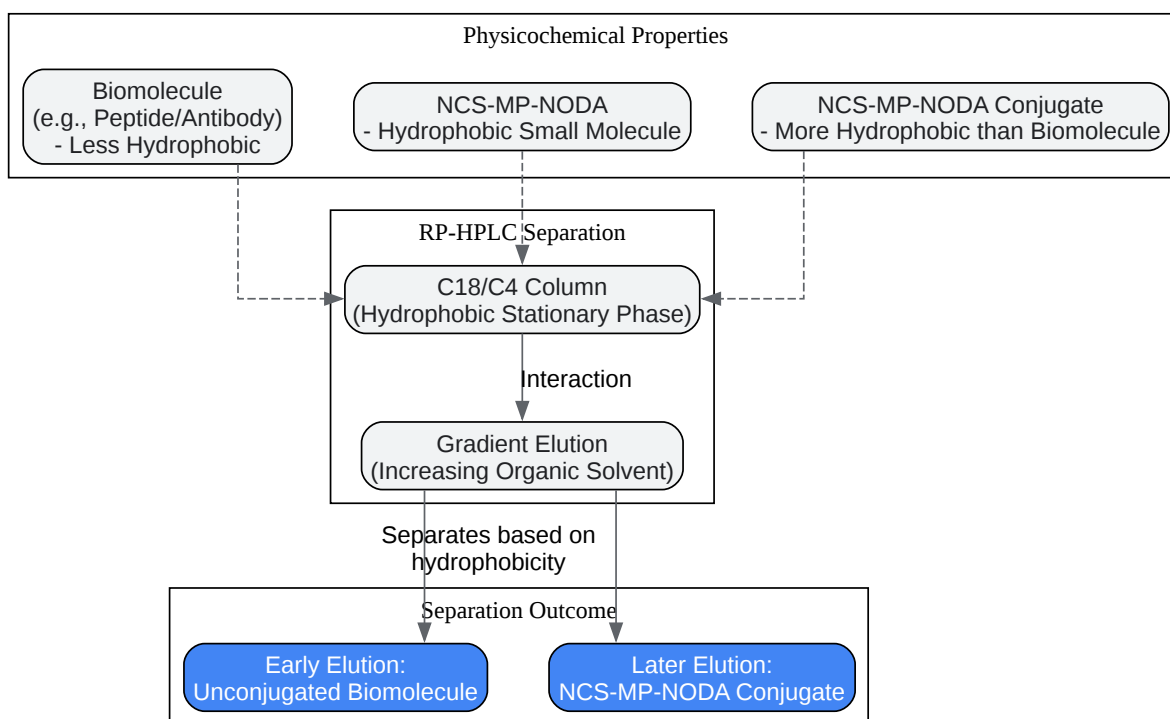 Physicochemical Properties
Biomolecule
(e.g., Peptide/Antibody)
- Less Hydrophobic
NCS-MP-NODA
- Hydrophobic Small Molecule
NCS-MP-NODA Conjugate
- More Hydrophobic than Biomolecule
RP-HPLC Separation
C18/C4 Column
(Hydrophobic Stationary Phase)
Interaction
Gradient Elution
(Increasing Organic Solvent)
Separates based on
hydrophobicity
Separation Outcome
Early Elution:
Unconjugated Biomolecule
Later Elution:
NCS-MP-NODA Conjugate